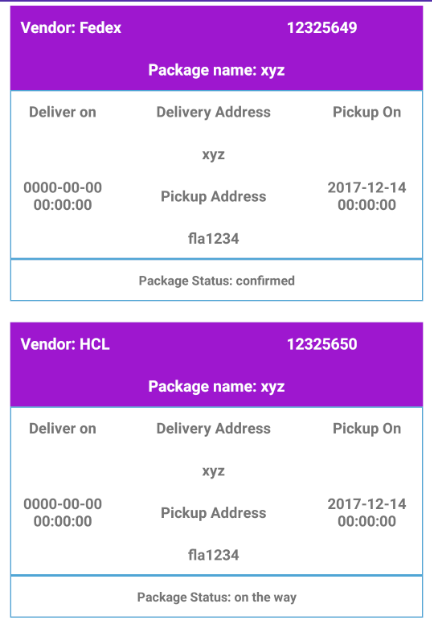 Vendor: Fedex 12325649
Package name: xyz
Deliver on Delivery Address Pickup On
xyz
0000-00-00 00:00:00 Pickup Address 2017-12-14 00:00:00
fla1234
Package Status: confirmed
Vendor: HCL 12325650
Package name: xyz
Deliver on Delivery Address Pickup On
xyz
0000-00-00 00:00:00 Pickup Address 2017-12-14 00:00:00
fla1234
Package Status: on the way